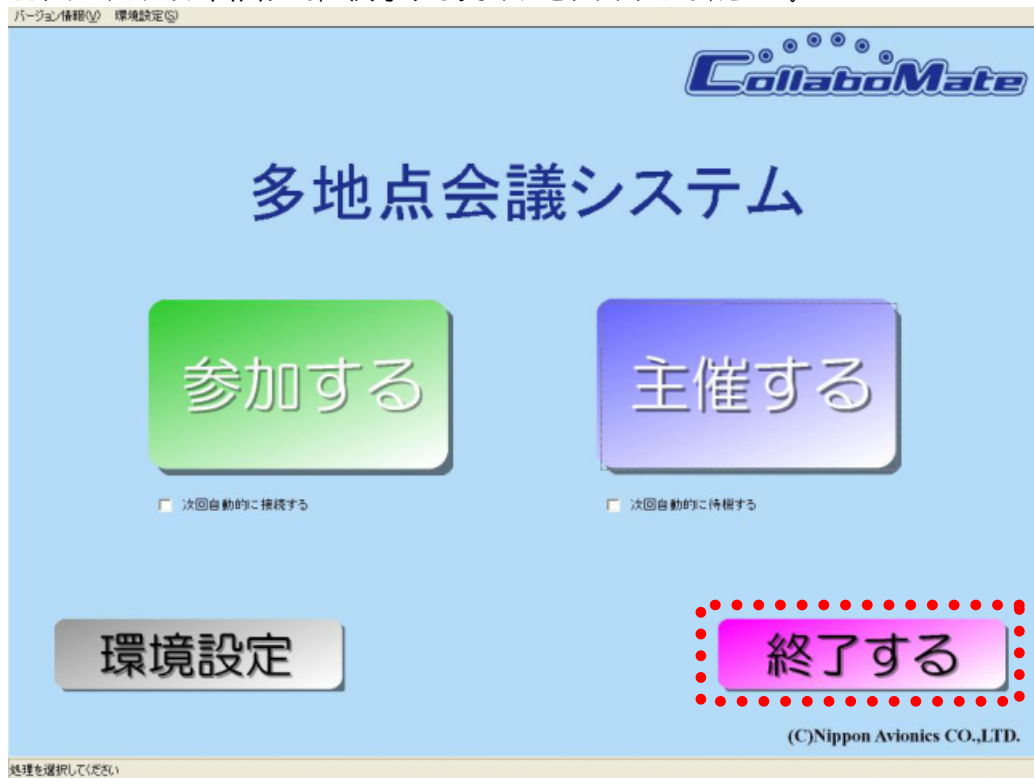 バージョン情報(V) 環境設定(S)
CollaboMate
多地点会議システム
参加する 主催する
次回自動的に接続する 次回自動的に待機する
環境設定 終了する
(C)Nippon Avionics CO.,LTD.
処理を選択してください